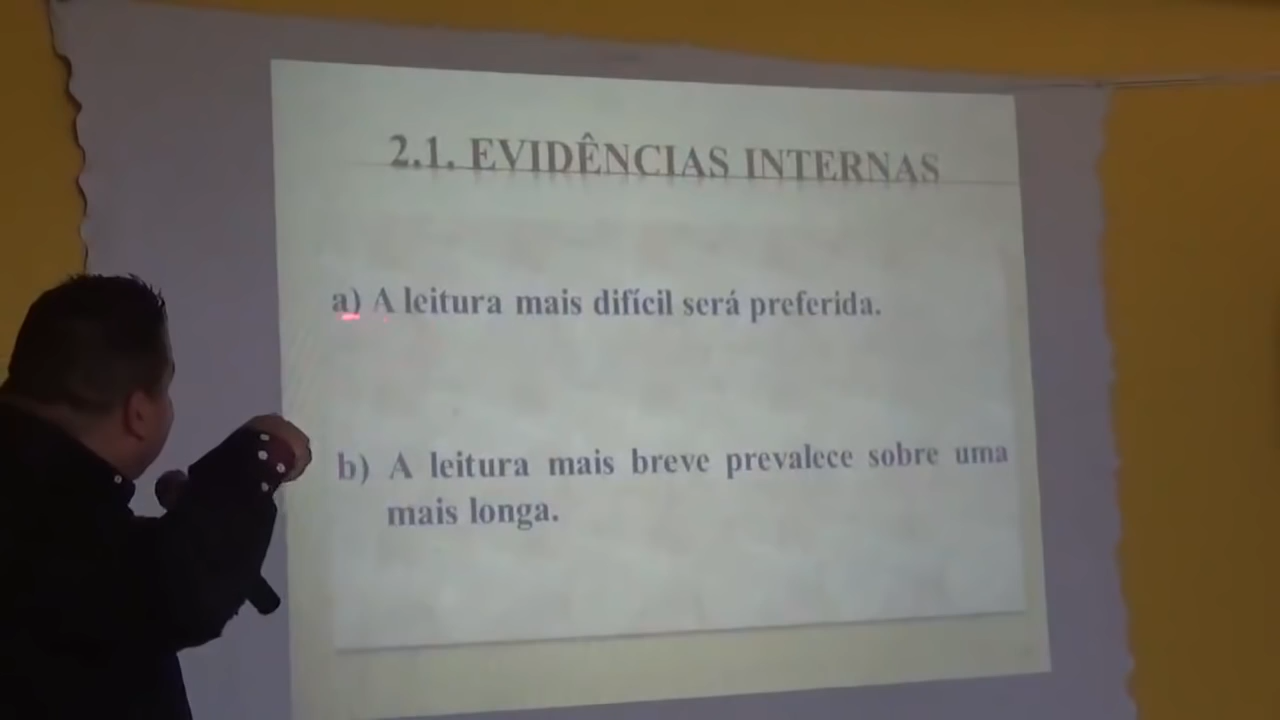 2.1. EVIDÊNCIAS INTERNAS
a) A leitura mais difícil será preferida.
b) A leitura mais breve prevalece sobre uma
mais longa.